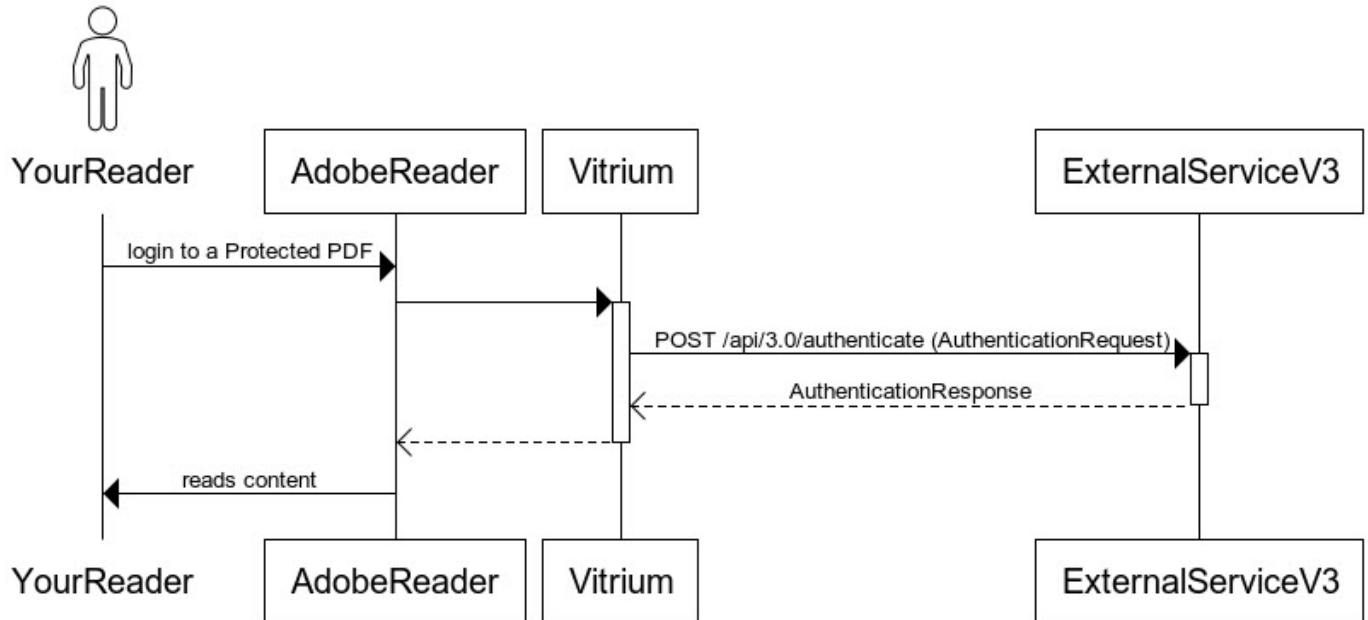 YourReader
AdobeReader
Vitrium
ExternalServiceV3
login to a Protected PDF
POST /api/3.0/authenticate (AuthenticationRequest)
AuthenticationResponse
reads content
YourReader
AdobeReader
Vitrium
ExternalServiceV3